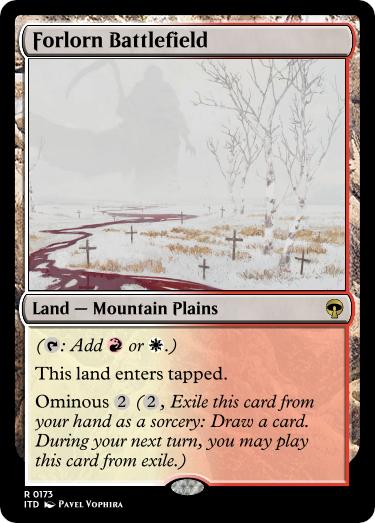 Forlorn Battlefield
Land — Mountain Plains
(T: Add R or W.)
This land enters tapped.
Ominous 2 (2, Exile this card from
your hand as a sorcery: Draw a card.
During your next turn, you may play
this card from exile.)
R 0173
ITD Pavel Vophira